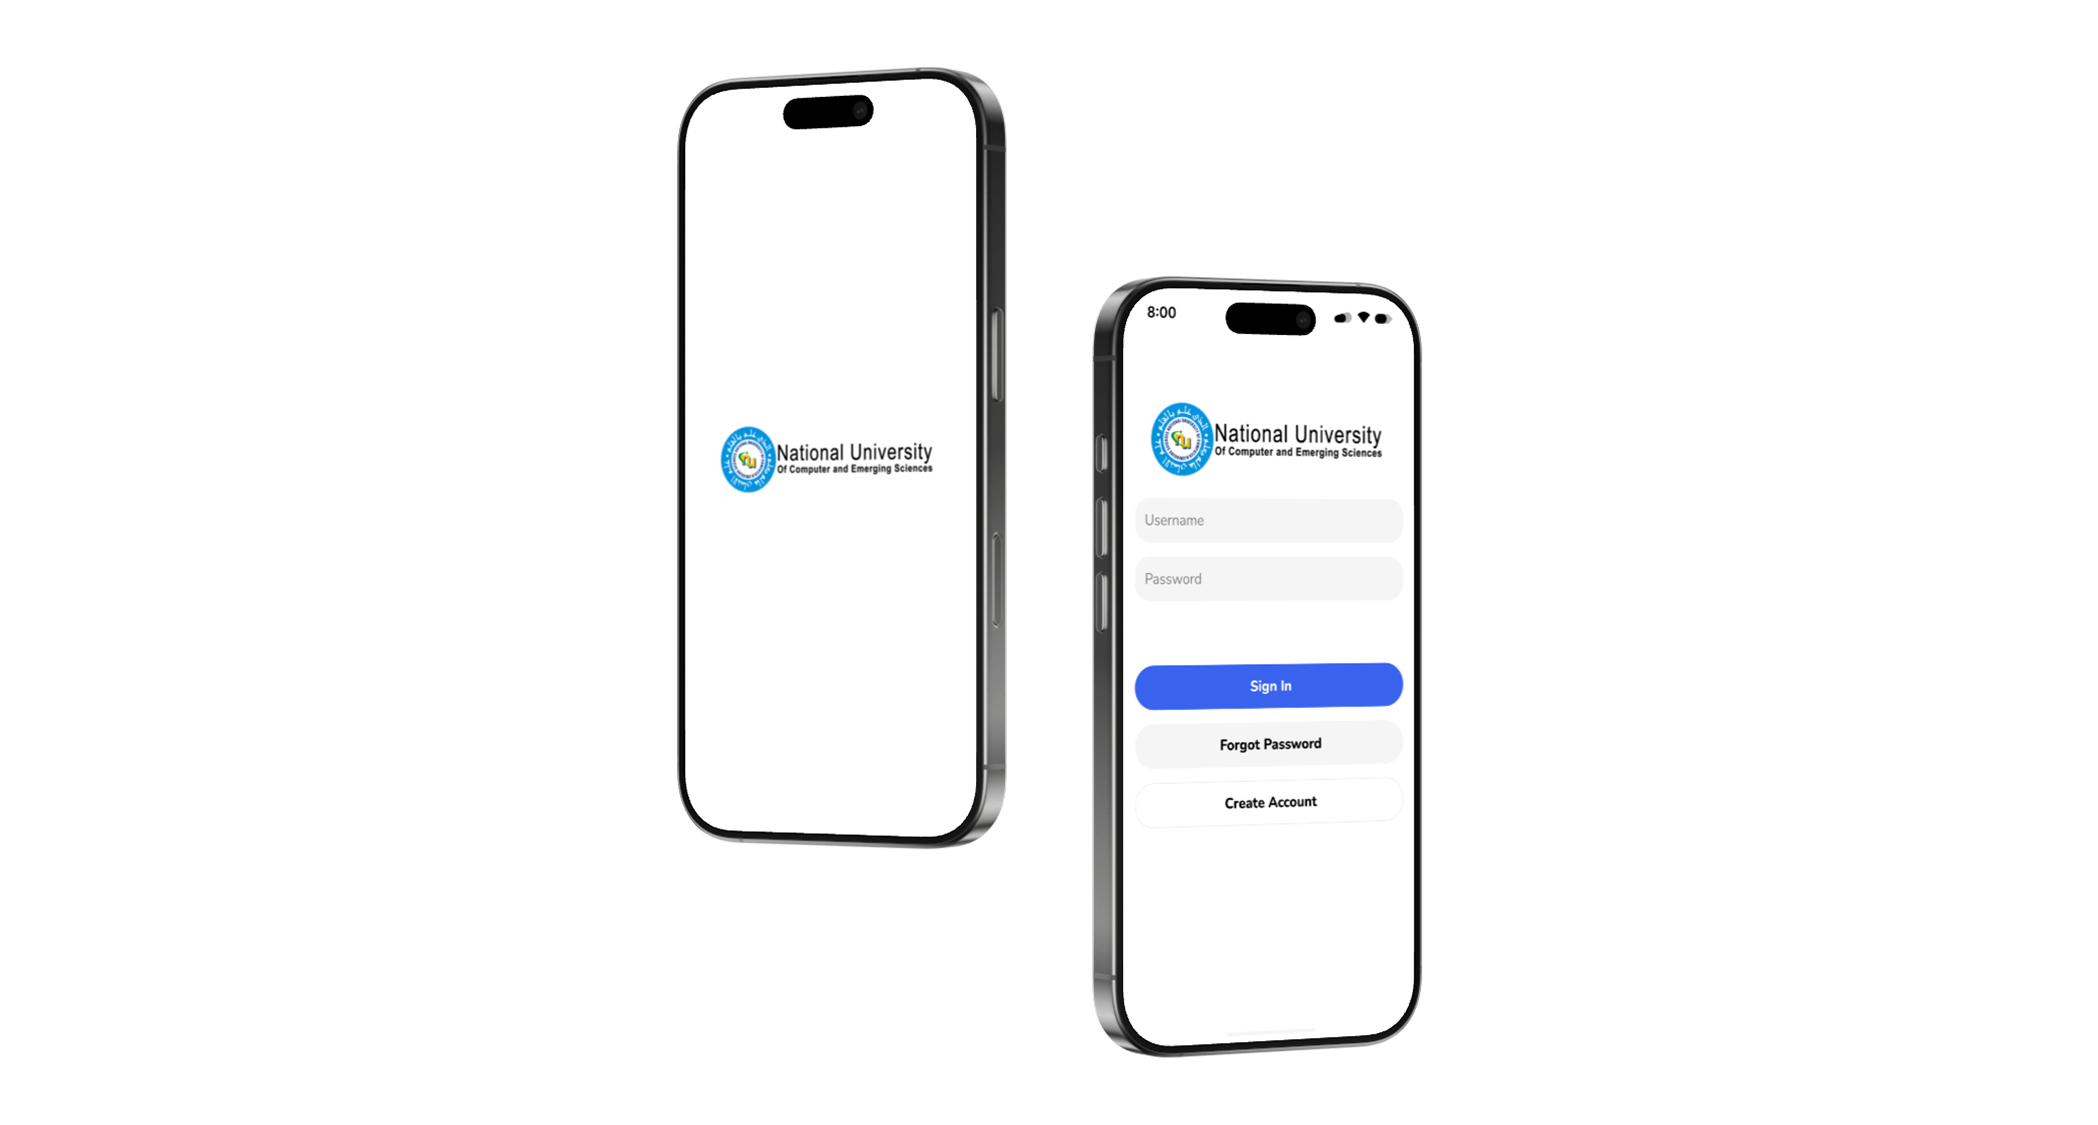 National University
Of Computer and Emerging Sciences
8:00
National University
Of Computer and Emerging Sciences
Username
Password
Sign In
Forgot Password
Create Account